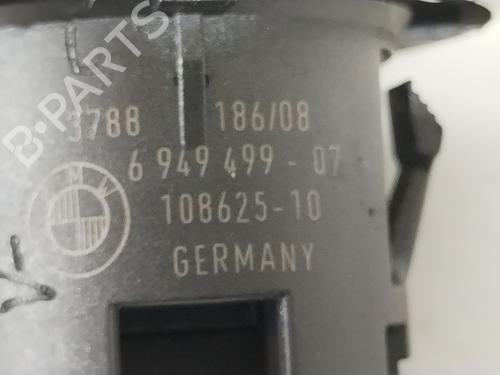 B-PARTS
3788 186/08
6 949 499 - 07
108625-10
GERMANY